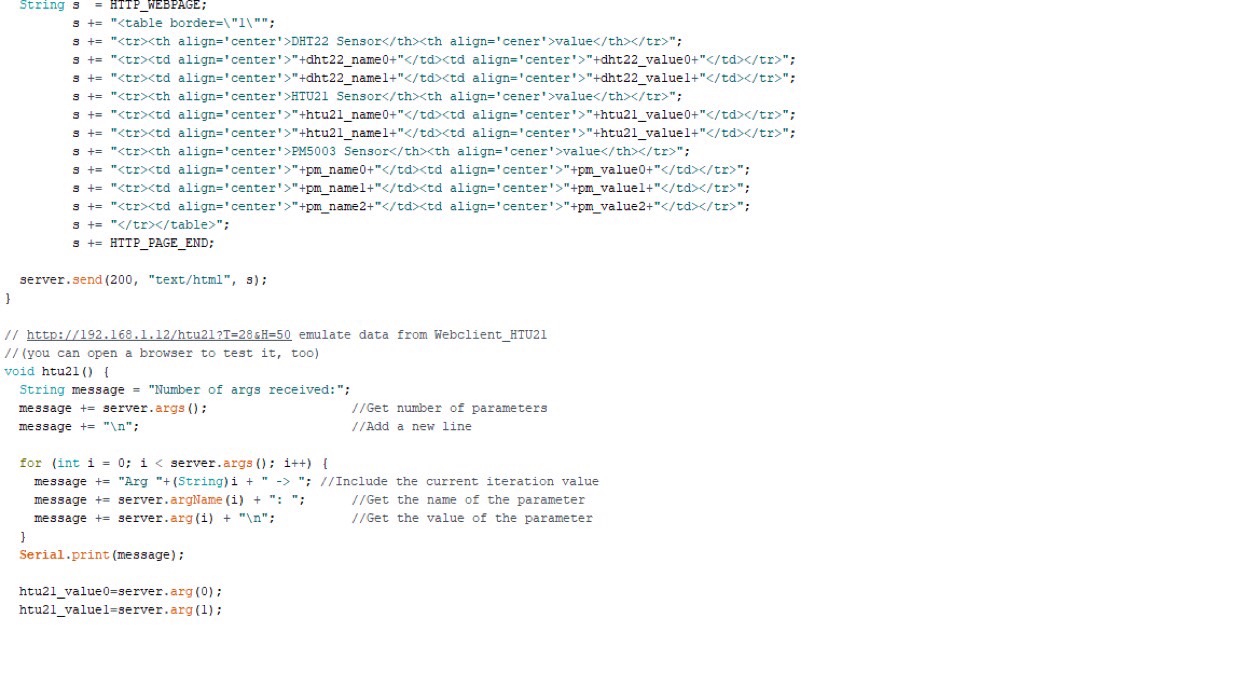 String s  = HTTP_WEBPAGE;
s += "<table border=\"1\"";
s += "<tr><th align='center'>DHT22 Sensor</th><th align='cener'>value</th></tr>";
s += "<tr><td align='center'>"+dht22_name0+"</td><td align='center'>"+dht22_value0+"</td></tr>";
s += "<tr><td align='center'>"+dht22_name1+"</td><td align='center'>"+dht22_value1+"</td></tr>";
s += "<tr><th align='center'>HTU21 Sensor</th><th align='cener'>value</th></tr>";
s += "<tr><td align='center'>"+htu21_name0+"</td><td align='center'>"+htu21_value0+"</td></tr>";
s += "<tr><td align='center'>"+htu21_name1+"</td><td align='center'>"+htu21_value1+"</td></tr>";
s += "<tr><th align='center'>PM5003 Sensor</th><th align='cener'>value</th></tr>";
s += "<tr><td align='center'>"+pm_name0+"</td><td align='center'>"+pm_value0+"</td></tr>";
s += "<tr><td align='center'>"+pm_name1+"</td><td align='center'>"+pm_value1+"</td></tr>";
s += "<tr><td align='center'>"+pm_name2+"</td><td align='center'>"+pm_value2+"</td></tr>";
s += "</tr></table>";
s += HTTP_PAGE_END;
server.send(200, "text/html", s);
}
// http://192.168.1.12/htu21?T=28&H=50 emulate data from Webclient_HTU21
//(you can open a browser to test it, too)
void htu21() {
String message = "Number of args received:";
message += server.args(); //Get number of parameters
message += "\n"; //Add a new line
for (int i = 0; i < server.args(); i++) {
message += "Arg "+(String)i + " -> "; //Include the current iteration value
message += server.argName(i) + ": "; //Get the name of the parameter
message += server.arg(i) + "\n"; //Get the value of the parameter
}
Serial.print(message);
htu21_value0=server.arg(0);
htu21_value1=server.arg(1);